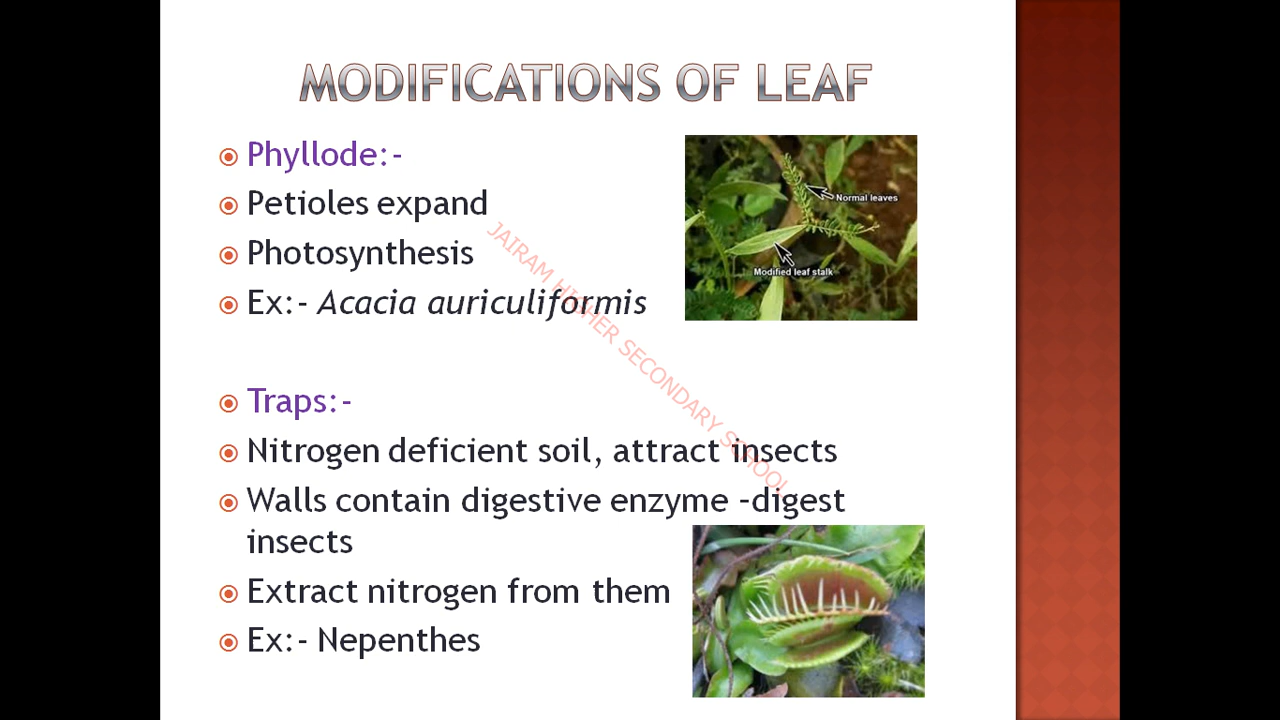 MODIFICATIONS OF LEAF
Phyllode:-
Petioles expand
Photosynthesis
Ex:- Acacia auriculiformis
Normal leaves
Modified leaf stalk
JAIRAM HIGHER SECONDARY SCHOOL
Traps:-
Nitrogen deficient soil, attract insects
Walls contain digestive enzyme –digest
insects
Extract nitrogen from them
Ex:- Nepenthes